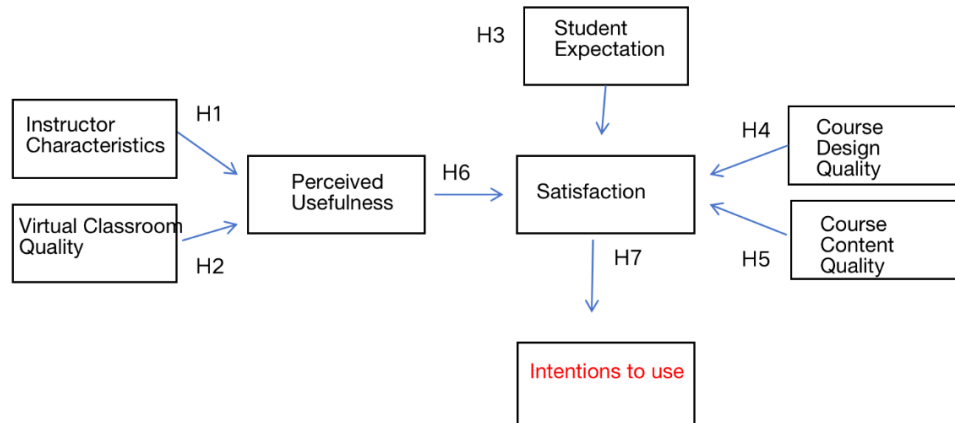 H3
Student
Expectation
Instructor
Characteristics
H1
H4
Course
Design
Quality
Perceived
Usefulness
H6
Satisfaction
Virtual Classroom
Quality
H2
H7
H5
Course
Content
Quality
Intentions to use